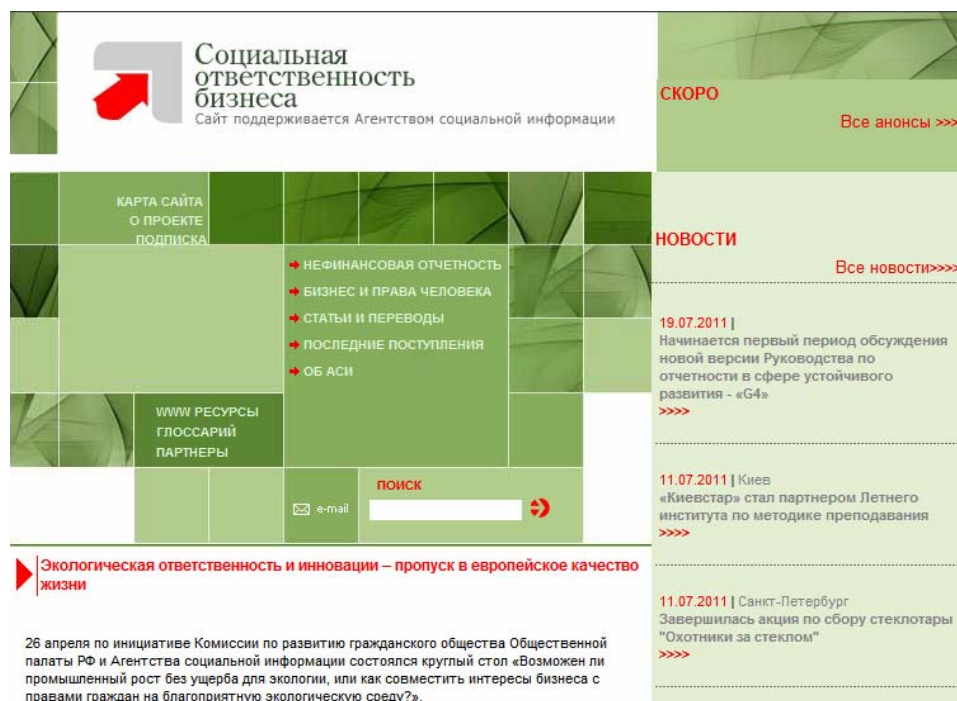 Социальная
ответственность
бизнеса
Сайт поддерживается Агентством социальной информации
СКОРО
Все анонсы >>>
КАРТА САЙТА
О ПРОЕКТЕ
ПОДПИСКА
НЕФИНАНСОВАЯ ОТЧЕТНОСТЬ
БИЗНЕС И ПРАВА ЧЕЛОВЕКА
СТАТЬИ И ПЕРЕВОДЫ
ПОСЛЕДНИЕ ПОСТУПЛЕНИЯ
ОБ АСИ
WWW РЕСУРСЫ
ГЛОССАРИЙ
ПАРТНЕРЫ
e-mail
ПОИСК
Экологическая ответственность и инновации – пропуск в европейское качество
жизни
26 апреля по инициативе Комиссии по развитию гражданского общества Общественной
палаты РФ и Агентства социальной информации состоялся круглый стол «Возможен ли
промышленный рост без ущерба для экологии, или как совместить интересы бизнеса с
правами граждан на благоприятную экологическую среду?».
НОВОСТИ
Все новости>>>>
19.07.2011 |
Начинается первый период обсуждения
новой версии Руководства по
отчетности в сфере устойчивого
развития - «G4»
>>>>
11.07.2011 | Киев
«Киевстар» стал партнером Летнего
института по методике преподавания
>>>>
11.07.2011 | Санкт-Петербург
Завершилась акция по сбору стеклотары
"Охотники за стеклом"
>>>>